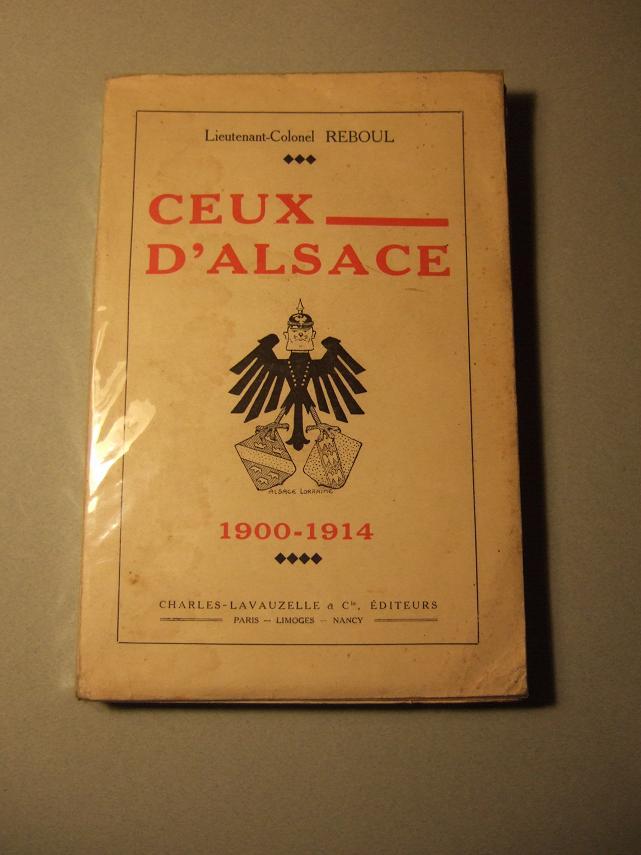 Lieutenant-Colonel REBOUL
CEUX
D'ALSACE
ALSACE LORRAINE
1900-1914
CHARLES-LAVAUZELLE & Cie, ÉDITEURS
PARIS — LIMOGES — NANCY